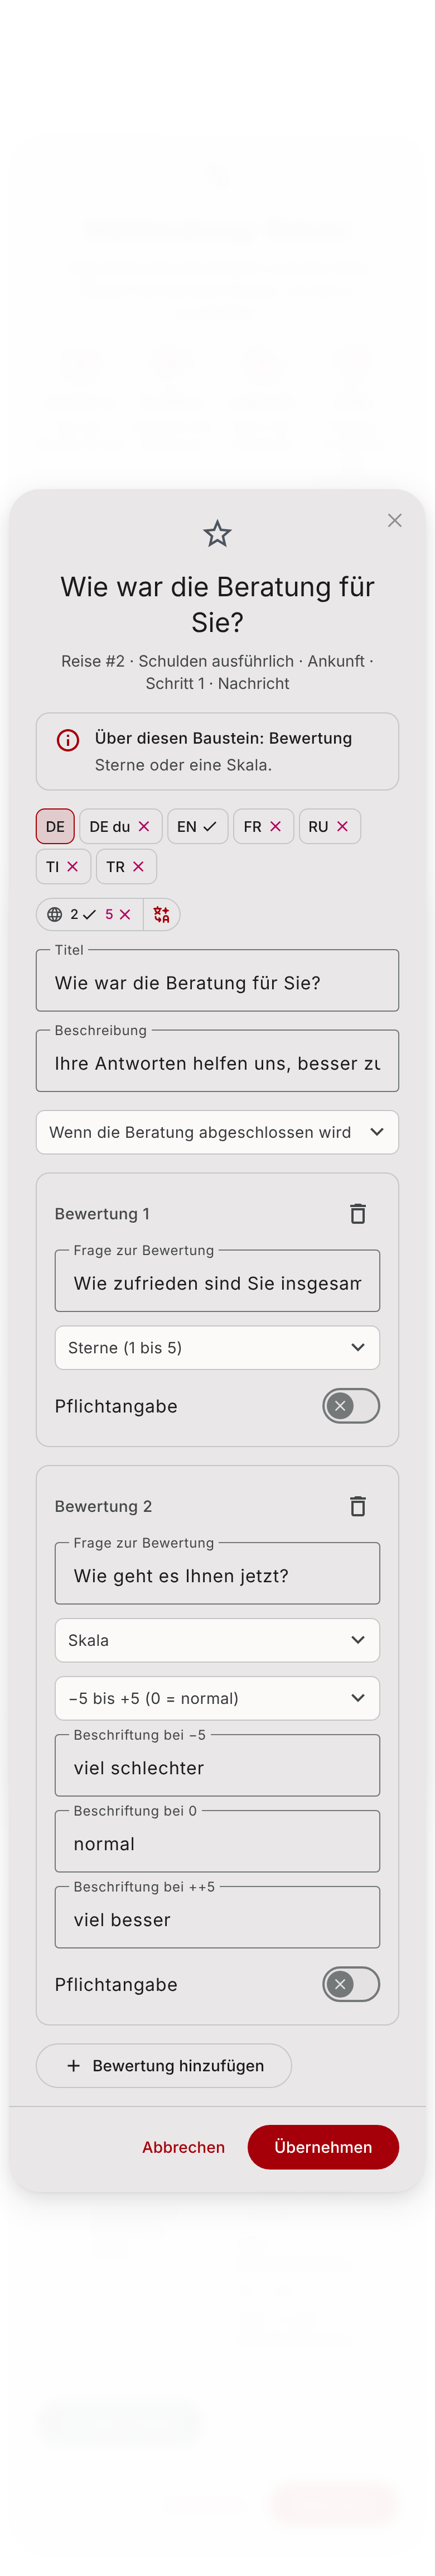 Wie war die Beratung für
Sie?
Reise #2 · Schulden ausführlich · Ankunft ·
Schritt 1 · Nachricht
Über diesen Baustein: Bewertung
Sterne oder eine Skala.
DE
DE du
EN
FR
RU
TI
TR
2 5
Titel
Wie war die Beratung für Sie?
Beschreibung
Ihre Antworten helfen uns, besser zu
Wenn die Beratung abgeschlossen wird
Bewertung 1
Frage zur Bewertung
Wie zufrieden sind Sie insgesam
Sterne (1 bis 5)
Pflichtangabe
Bewertung 2
Frage zur Bewertung
Wie geht es Ihnen jetzt?
Skala
−5 bis +5 (0 = normal)
Beschriftung bei −5
viel schlechter
Beschriftung bei 0
normal
Beschriftung bei ++5
viel besser
Pflichtangabe
Bewertung hinzufügen
Abbrechen
Übernehmen